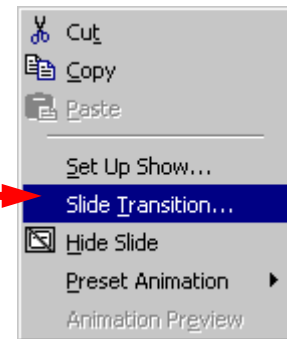 Cut
Copy
Paste
Set Up Show...
Slide Transition...
Hide Slide
Preset Animation
Animation Preview